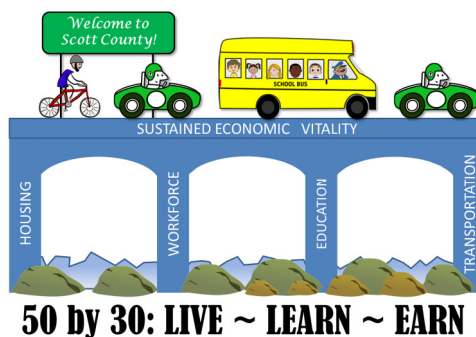 Welcome to
Scott County!
SCHOOL BUS
SUSTAINED ECONOMIC VITALITY
HOUSING
WORKFORCE
EDUCATION
TRANSPORTATION
50 by 30: LIVE ~ LEARN ~ EARN